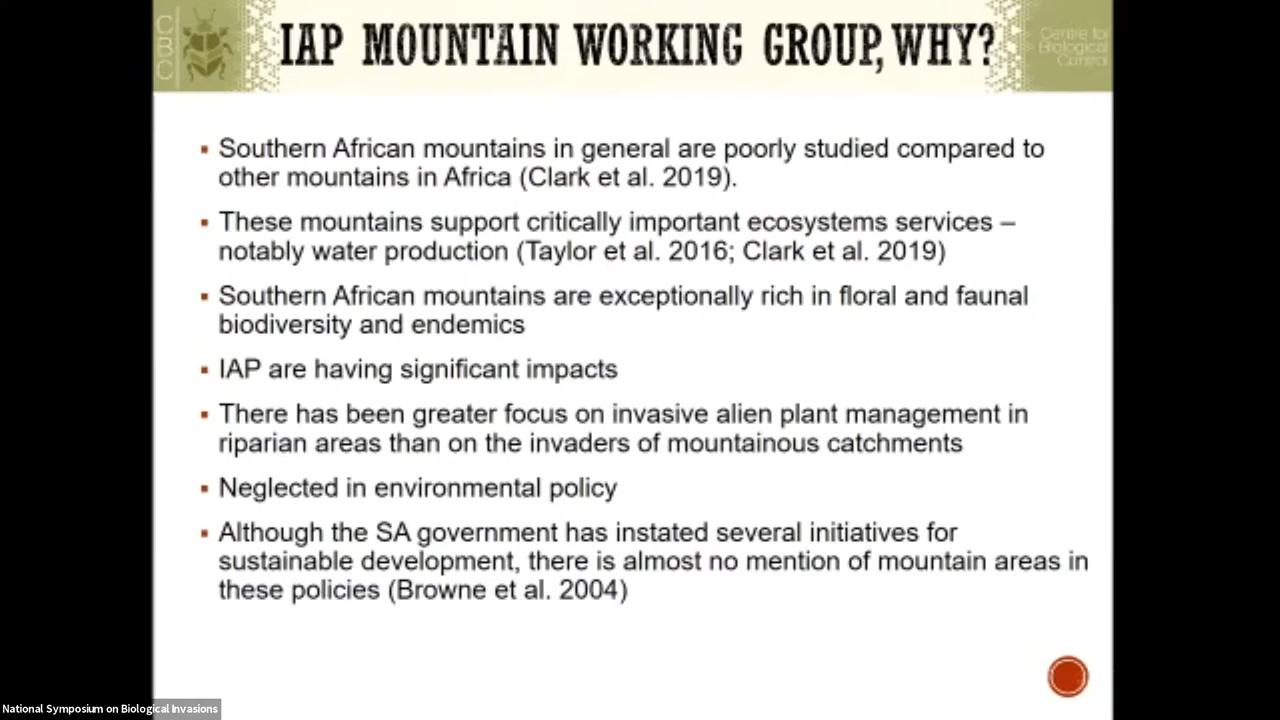 CBC
IAP MOUNTAIN WORKING GROUP, WHY?
Centre for
Biological
Control
▪ Southern African mountains in general are poorly studied compared to
other mountains in Africa (Clark et al. 2019).
▪ These mountains support critically important ecosystems services –
notably water production (Taylor et al. 2016; Clark et al. 2019)
▪ Southern African mountains are exceptionally rich in floral and faunal
biodiversity and endemics
▪ IAP are having significant impacts
▪ There has been greater focus on invasive alien plant management in
riparian areas than on the invaders of mountainous catchments
▪ Neglected in environmental policy
▪ Although the SA government has instated several initiatives for
sustainable development, there is almost no mention of mountain areas in
these policies (Browne et al. 2004)
National Symposium on Biological Invasions